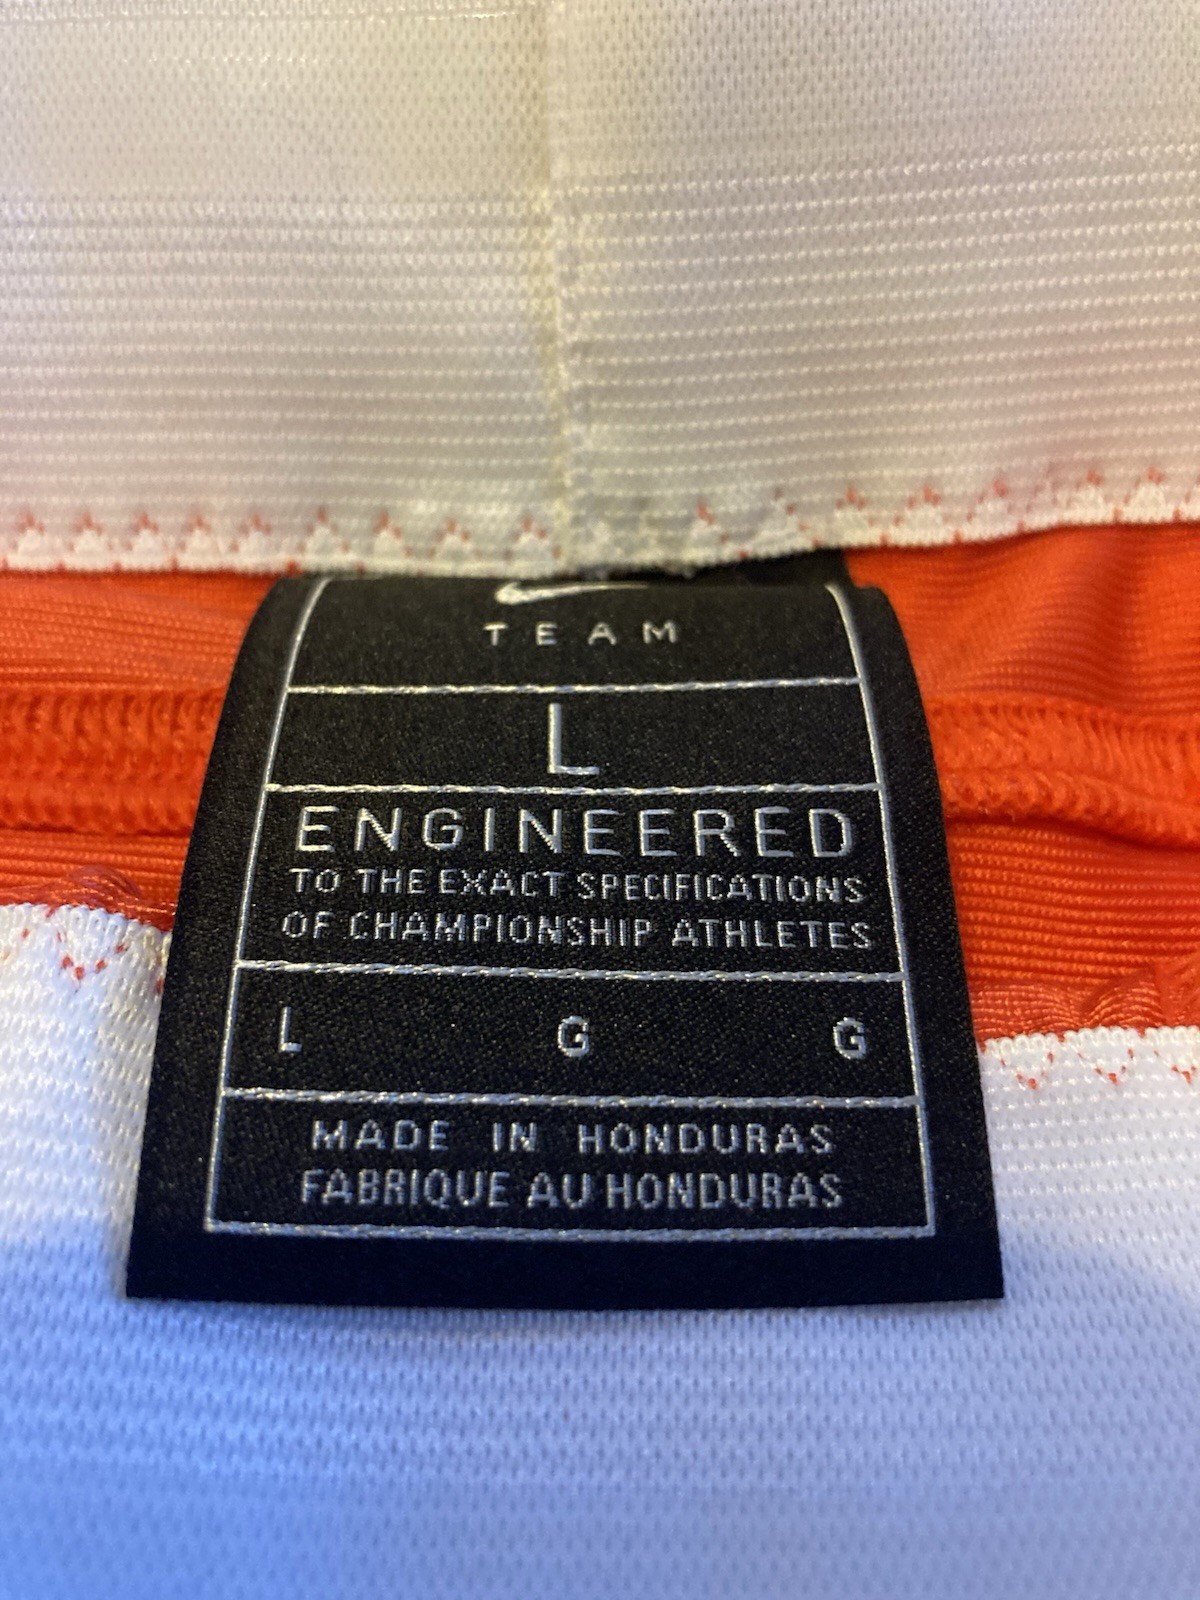 TEAM
L
ENGINEERED
TO THE EXACT SPECIFICATIONS
OF CHAMPIONSHIP ATHLETES
L G G
MADE IN HONDURAS
FABRIQUE AU HONDURAS